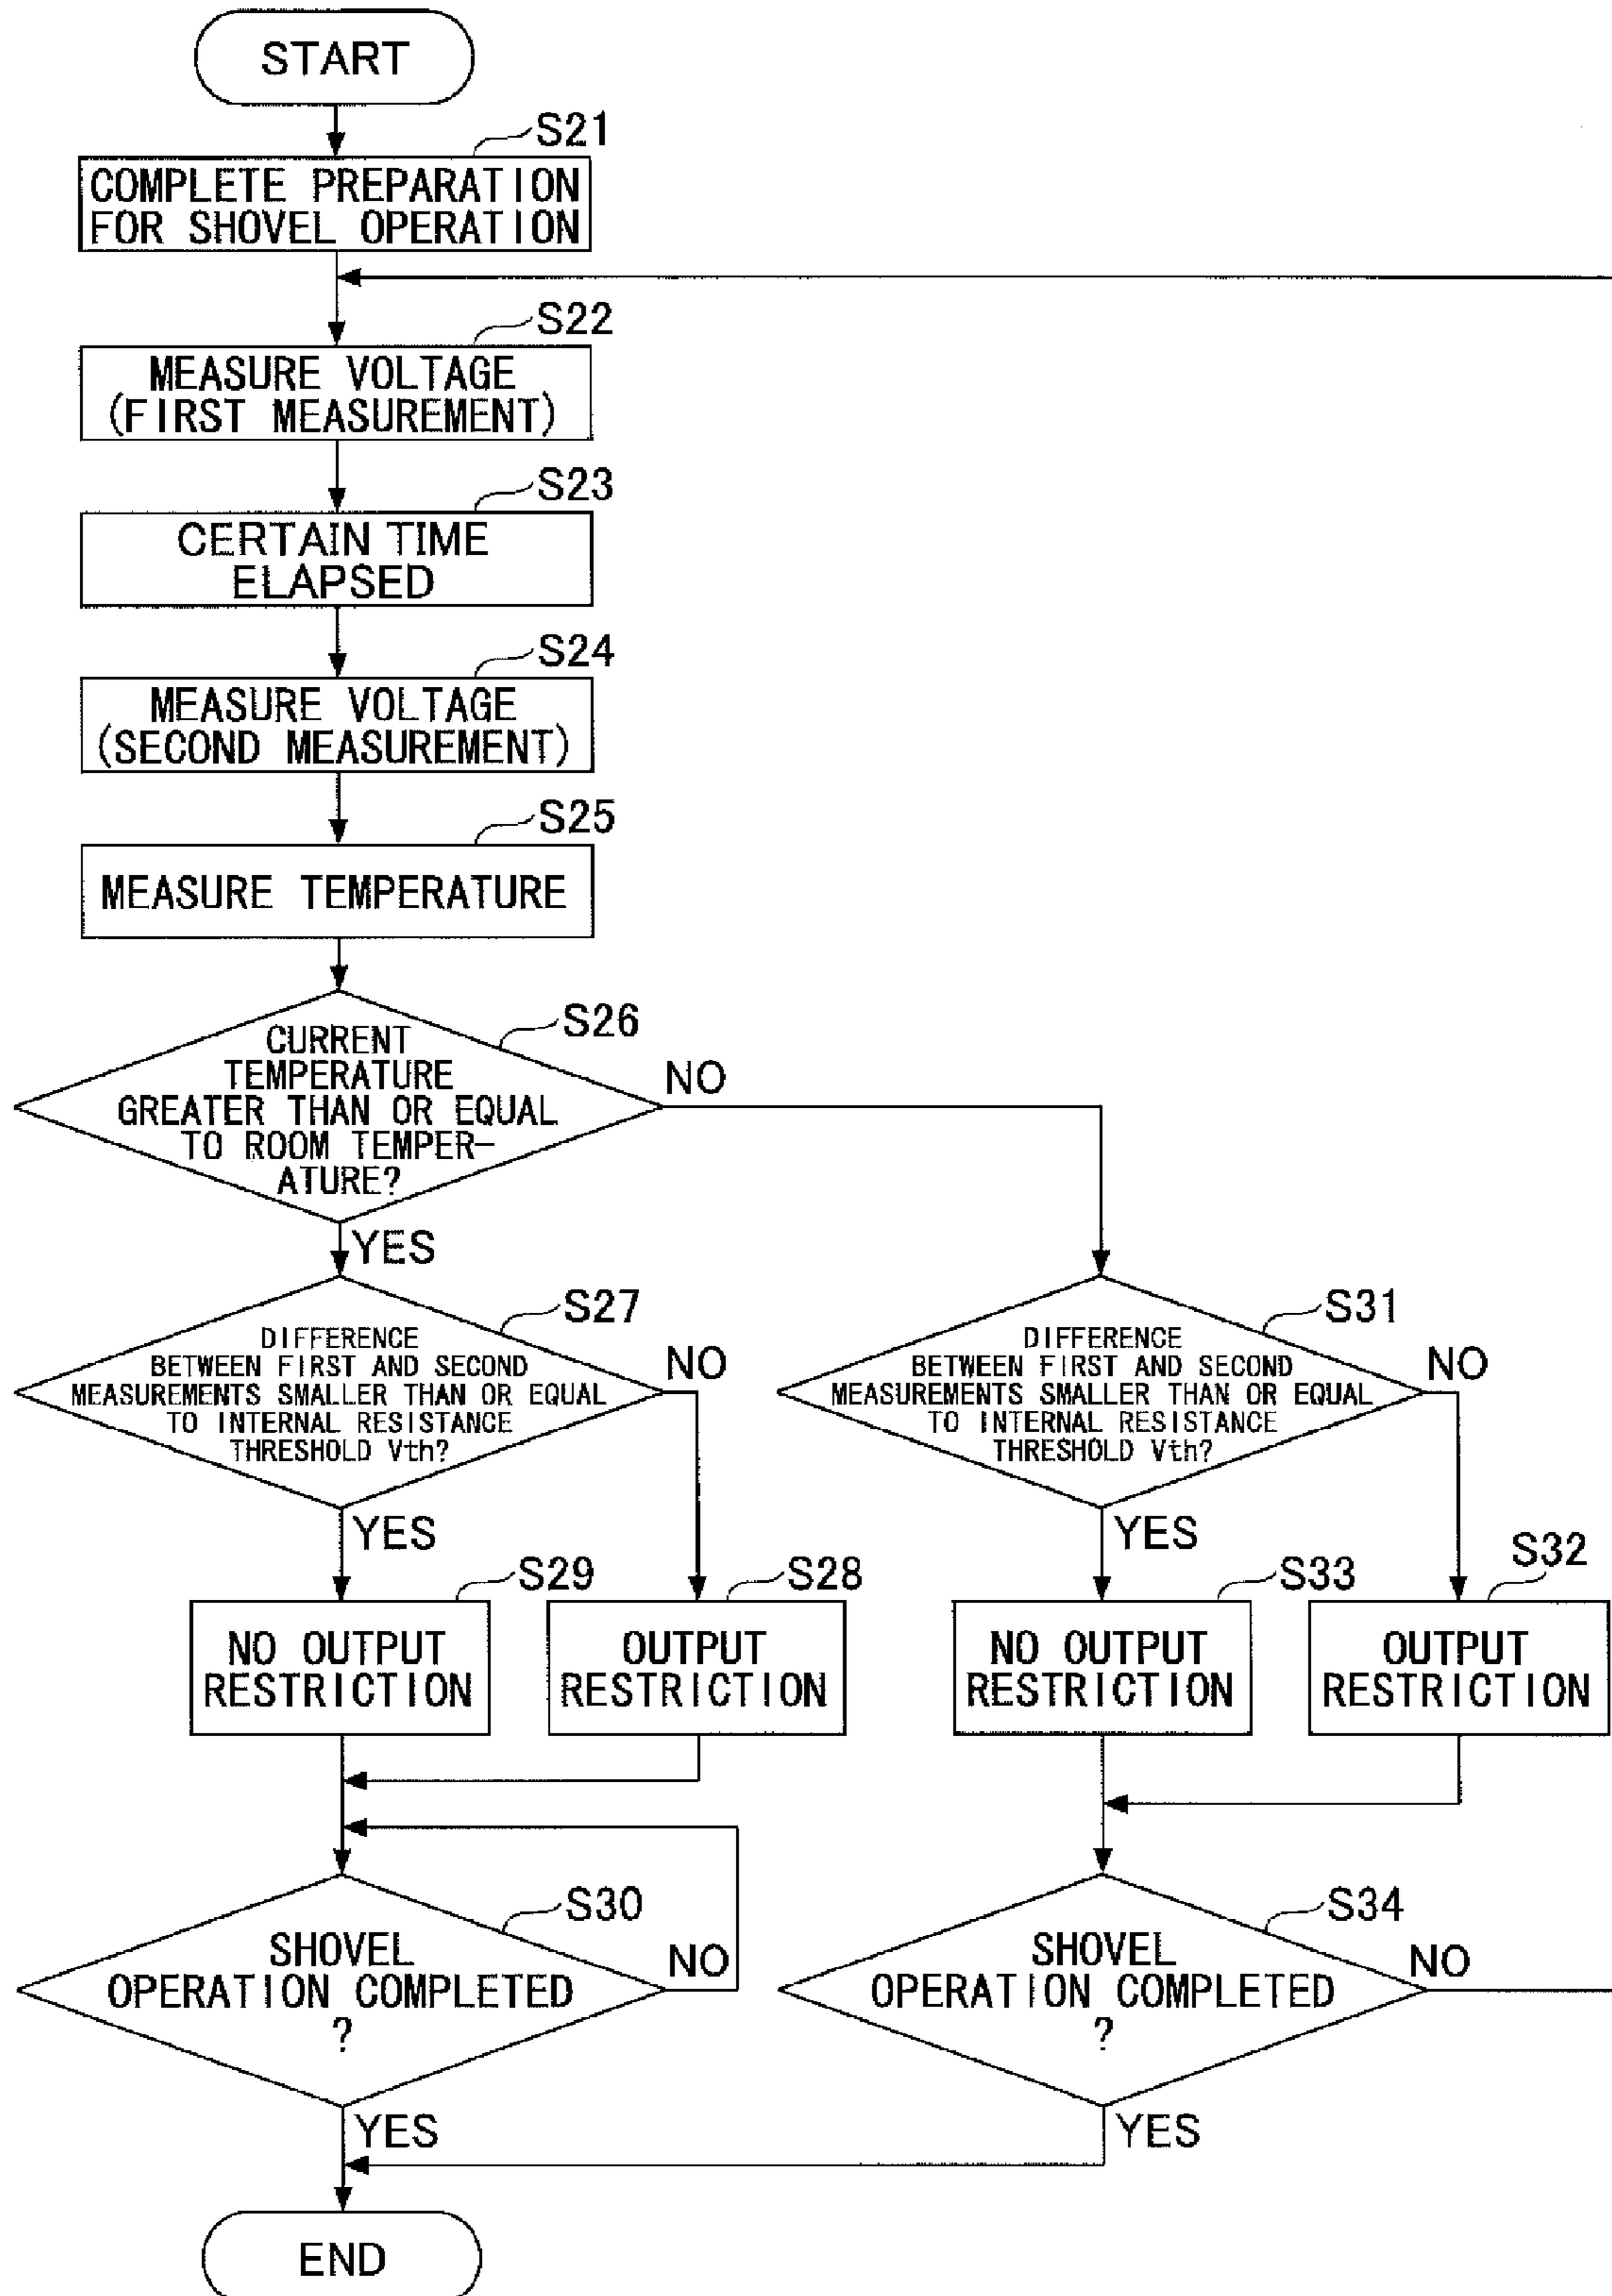 START
S21
COMPLETE PREPARATION
FOR SHOVEL OPERATION
S22
MEASURE VOLTAGE
(FIRST MEASUREMENT)
S23
CERTAIN TIME
ELAPSED
S24
MEASURE VOLTAGE
(SECOND MEASUREMENT)
S25
MEASURE TEMPERATURE
S26
CURRENT
TEMPERATURE
GREATER THAN OR EQUAL
TO ROOM TEMPER-
ATURE?
NO
YES
S27
DIFFERENCE
BETWEEN FIRST AND SECOND
MEASUREMENTS SMALLER THAN OR EQUAL
TO INTERNAL RESISTANCE
THRESHOLD Vth?
NO
YES
S31
DIFFERENCE
BETWEEN FIRST AND SECOND
MEASUREMENTS SMALLER THAN OR EQUAL
TO INTERNAL RESISTANCE
THRESHOLD Vth?
NO
YES
S29
NO OUTPUT
RESTRICTION
S28
OUTPUT
RESTRICTION
S33
NO OUTPUT
RESTRICTION
S32
OUTPUT
RESTRICTION
S30
SHOVEL
OPERATION COMPLETED
?
NO
YES
S34
SHOVEL
OPERATION COMPLETED
?
NO
YES
END